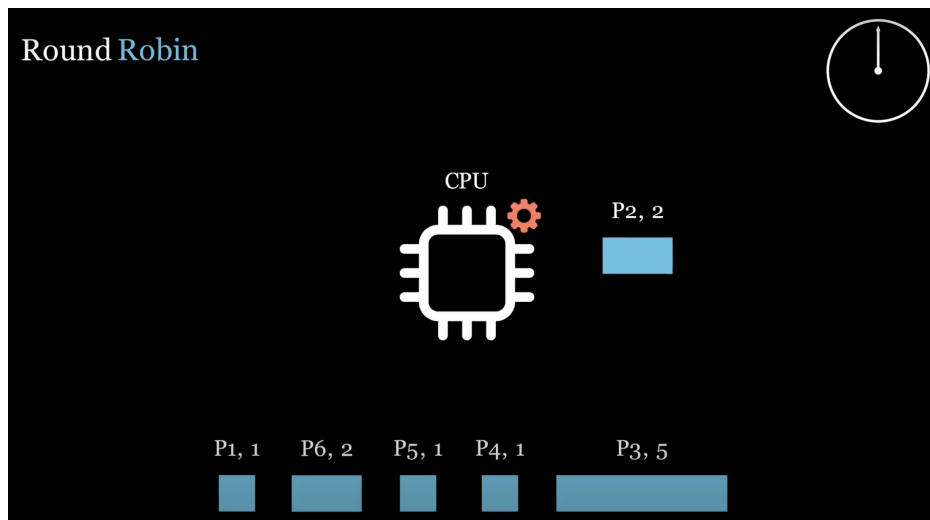 Round Robin
CPU
P2, 2
P1, 1
P6, 2
P5, 1
P4, 1
P3, 5